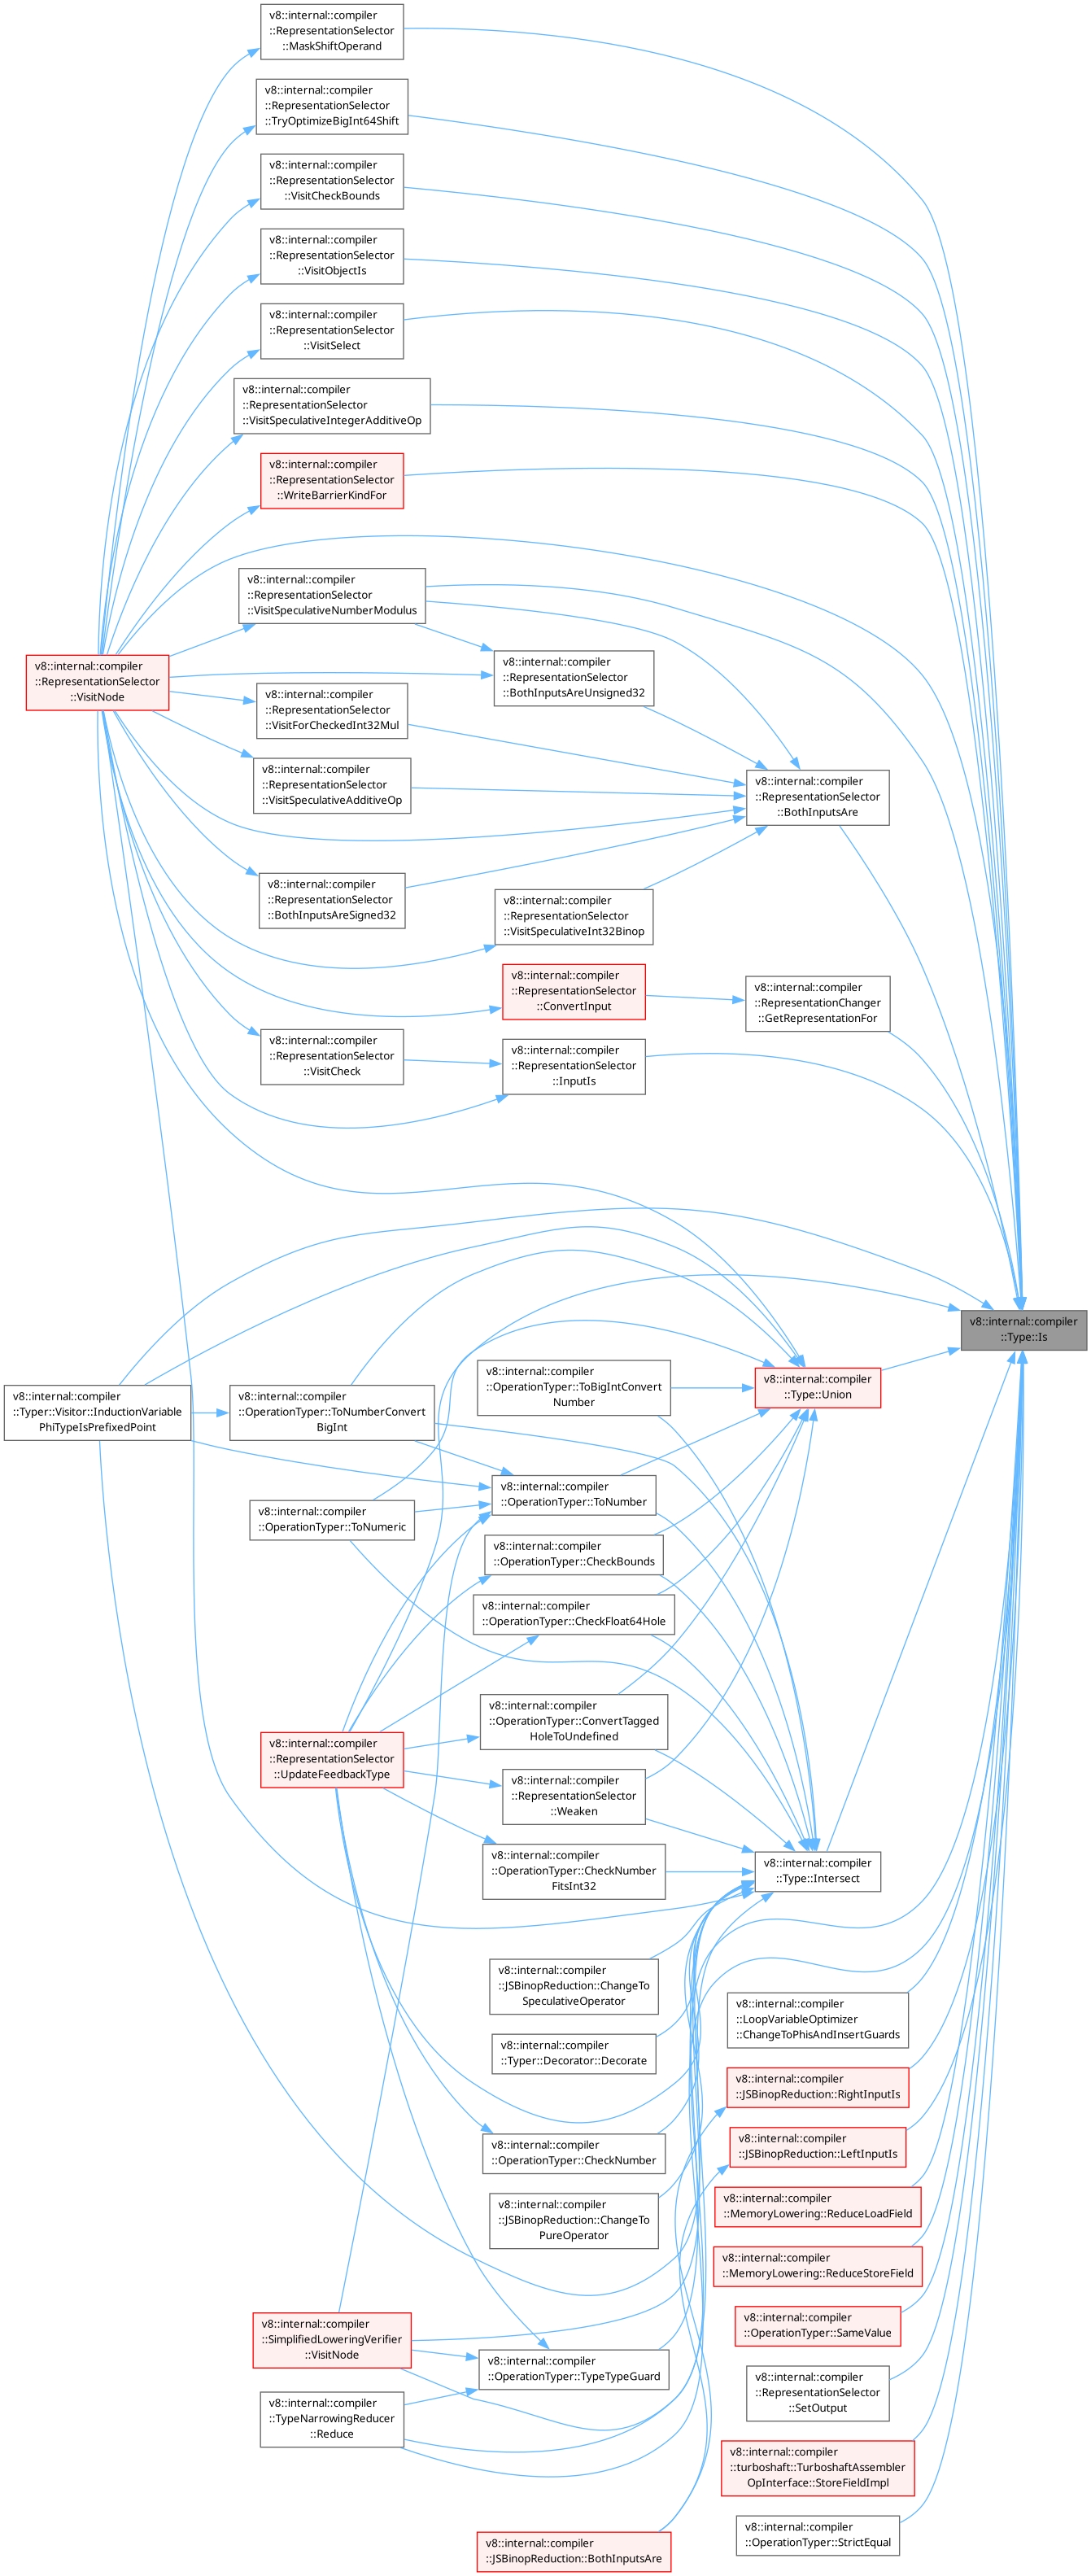 v8::internal::compiler
::RepresentationSelector
::MaskShiftOperand
v8::internal::compiler
::RepresentationSelector
::TryOptimizeBigInt64Shift
v8::internal::compiler
::RepresentationSelector
::VisitCheckBounds
v8::internal::compiler
::RepresentationSelector
::VisitObjectIs
v8::internal::compiler
::RepresentationSelector
::VisitSelect
v8::internal::compiler
::RepresentationSelector
::VisitSpeculativeIntegerAdditiveOp
v8::internal::compiler
::RepresentationSelector
::WriteBarrierKindFor
v8::internal::compiler
::RepresentationSelector
::VisitSpeculativeNumberModulus
v8::internal::compiler
::RepresentationSelector
::VisitNode
v8::internal::compiler
::RepresentationSelector
::BothInputsAreUnsigned32
v8::internal::compiler
::RepresentationSelector
::VisitForCheckedInt32Mul
v8::internal::compiler
::RepresentationSelector
::VisitSpeculativeAdditiveOp
v8::internal::compiler
::RepresentationSelector
::BothInputsAre
v8::internal::compiler
::RepresentationSelector
::BothInputsAreSigned32
v8::internal::compiler
::RepresentationSelector
::VisitSpeculativeInt32Binop
v8::internal::compiler
::RepresentationSelector
::ConvertInput
v8::internal::compiler
::RepresentationChanger
::GetRepresentationFor
v8::internal::compiler
::RepresentationSelector
::VisitCheck
v8::internal::compiler
::RepresentationSelector
::InputIs
v8::internal::compiler
::Type::Is
v8::internal::compiler
::Typer::Visitor::InductionVariable
PhiTypeIsPrefixedPoint
v8::internal::compiler
::OperationTyper::ToNumberConvert
BigInt
v8::internal::compiler
::OperationTyper::ToBigIntConvert
Number
v8::internal::compiler
::Type::Union
v8::internal::compiler
::OperationTyper::ToNumber
v8::internal::compiler
::OperationTyper::ToNumeric
v8::internal::compiler
::OperationTyper::CheckBounds
v8::internal::compiler
::OperationTyper::CheckFloat64Hole
v8::internal::compiler
::OperationTyper::ConvertTagged
HoleToUndefined
v8::internal::compiler
::RepresentationSelector
::UpdateFeedbackType
v8::internal::compiler
::RepresentationSelector
::Weaken
v8::internal::compiler
::OperationTyper::CheckNumber
FitsInt32
v8::internal::compiler
::Type::Intersect
v8::internal::compiler
::JSBinopReduction::ChangeTo
SpeculativeOperator
v8::internal::compiler
::LoopVariableOptimizer
::ChangeToPhisAndInsertGuards
v8::internal::compiler
::Typer::Decorator::Decorate
v8::internal::compiler
::JSBinopReduction::RightInputIs
v8::internal::compiler
::OperationTyper::CheckNumber
v8::internal::compiler
::JSBinopReduction::LeftInputIs
v8::internal::compiler
::JSBinopReduction::ChangeTo
PureOperator
v8::internal::compiler
::MemoryLowering::ReduceLoadField
v8::internal::compiler
::MemoryLowering::ReduceStoreField
v8::internal::compiler
::SimplifiedLoweringVerifier
::VisitNode
v8::internal::compiler
::OperationTyper::SameValue
v8::internal::compiler
::OperationTyper::TypeTypeGuard
v8::internal::compiler
::RepresentationSelector
::SetOutput
v8::internal::compiler
::TypeNarrowingReducer
::Reduce
v8::internal::compiler
::turboshaft::TurboshaftAssembler
OpInterface::StoreFieldImpl
v8::internal::compiler
::OperationTyper::StrictEqual
v8::internal::compiler
::JSBinopReduction::BothInputsAre